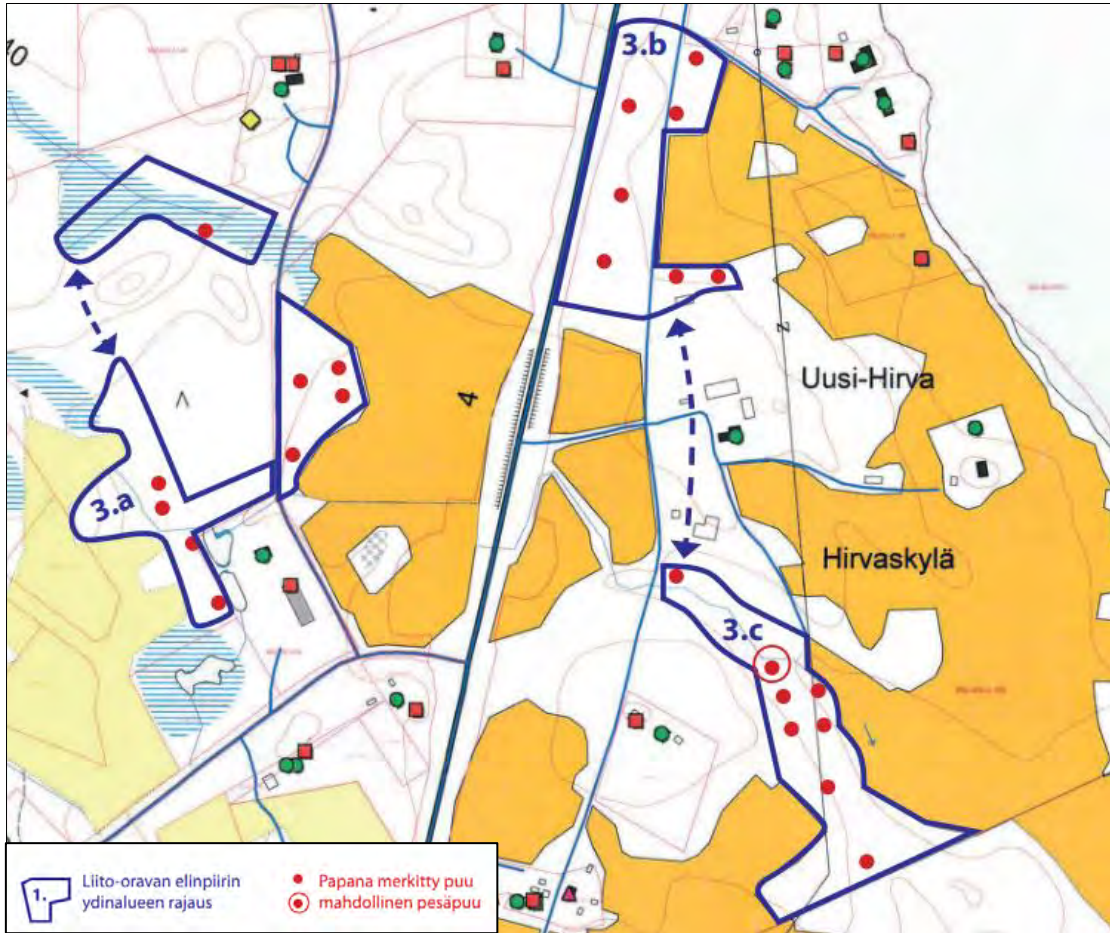 10
3.b
4
z
Uusi-Hirva
3.a
Hirvaskylä
3.c
1.
Liito-oravan elinpiirin
ydinalueen rajaus
Papana merkitty puu
mahdollinen pesäpuu